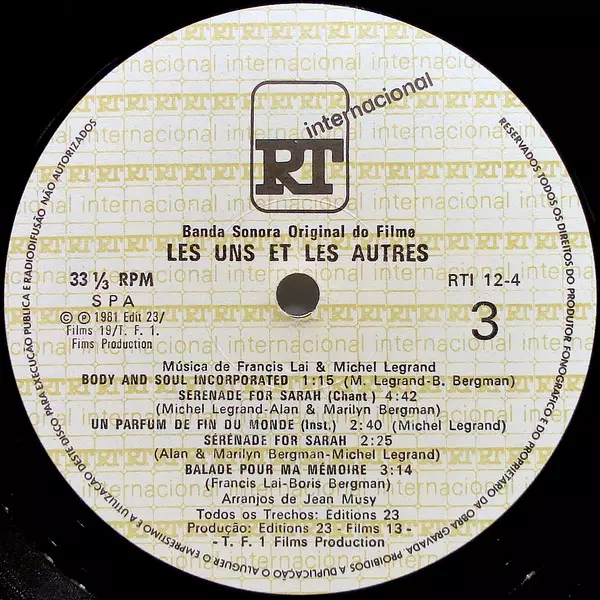 internacional
RT
Banda Sonora Original do Filme
LES UNS ET LES AUTRES
33 ⅓ RPM
S P A
© ℗ 1981 Edit 23/
Films 19/T. F. 1.
Fims Production
RTI 12-4
3
Música de Francis Lai & Michel Legrand
BODY AND SOUL INCORPORATED 1:15 (M. Legrand-B. Bergman)
SERENADE FOR SARAH (Chant) 4:42
(Michel Legrand-Alan & Marilyn Bergman)
UN PARFUM DE FIN DU MONDE (Inst.) 2:40 (Michel Legrand)
SÉRÉNADE FOR SARAH 2:25
(Alan & Marilyn Bergman-Michel Legrand)
BALADE POUR MA MÉMOIRE 3:14
(Francis Lai-Boris Bergman)
Arranjos de Jean Musy
Todos os Trechos: Editions 23
Produção: Editions 23 - Films 13 -
- T. F. 1 Films Production
RESERVADOS TODOS OS DIREITOS DO PRODUTOR FONOGRÁFICO E DO PROPRIETÁRIO DA OBRA GRAVADA PROIBIDOS A DUPLICAÇÃO O ALUGUER O EMPRÉSTIMO E A UTILIZAÇÃO DESTE DISCO PARA EXECUÇÃO PUBLICA E RADIODIFUSÃO NÃO AUTORIZADOS